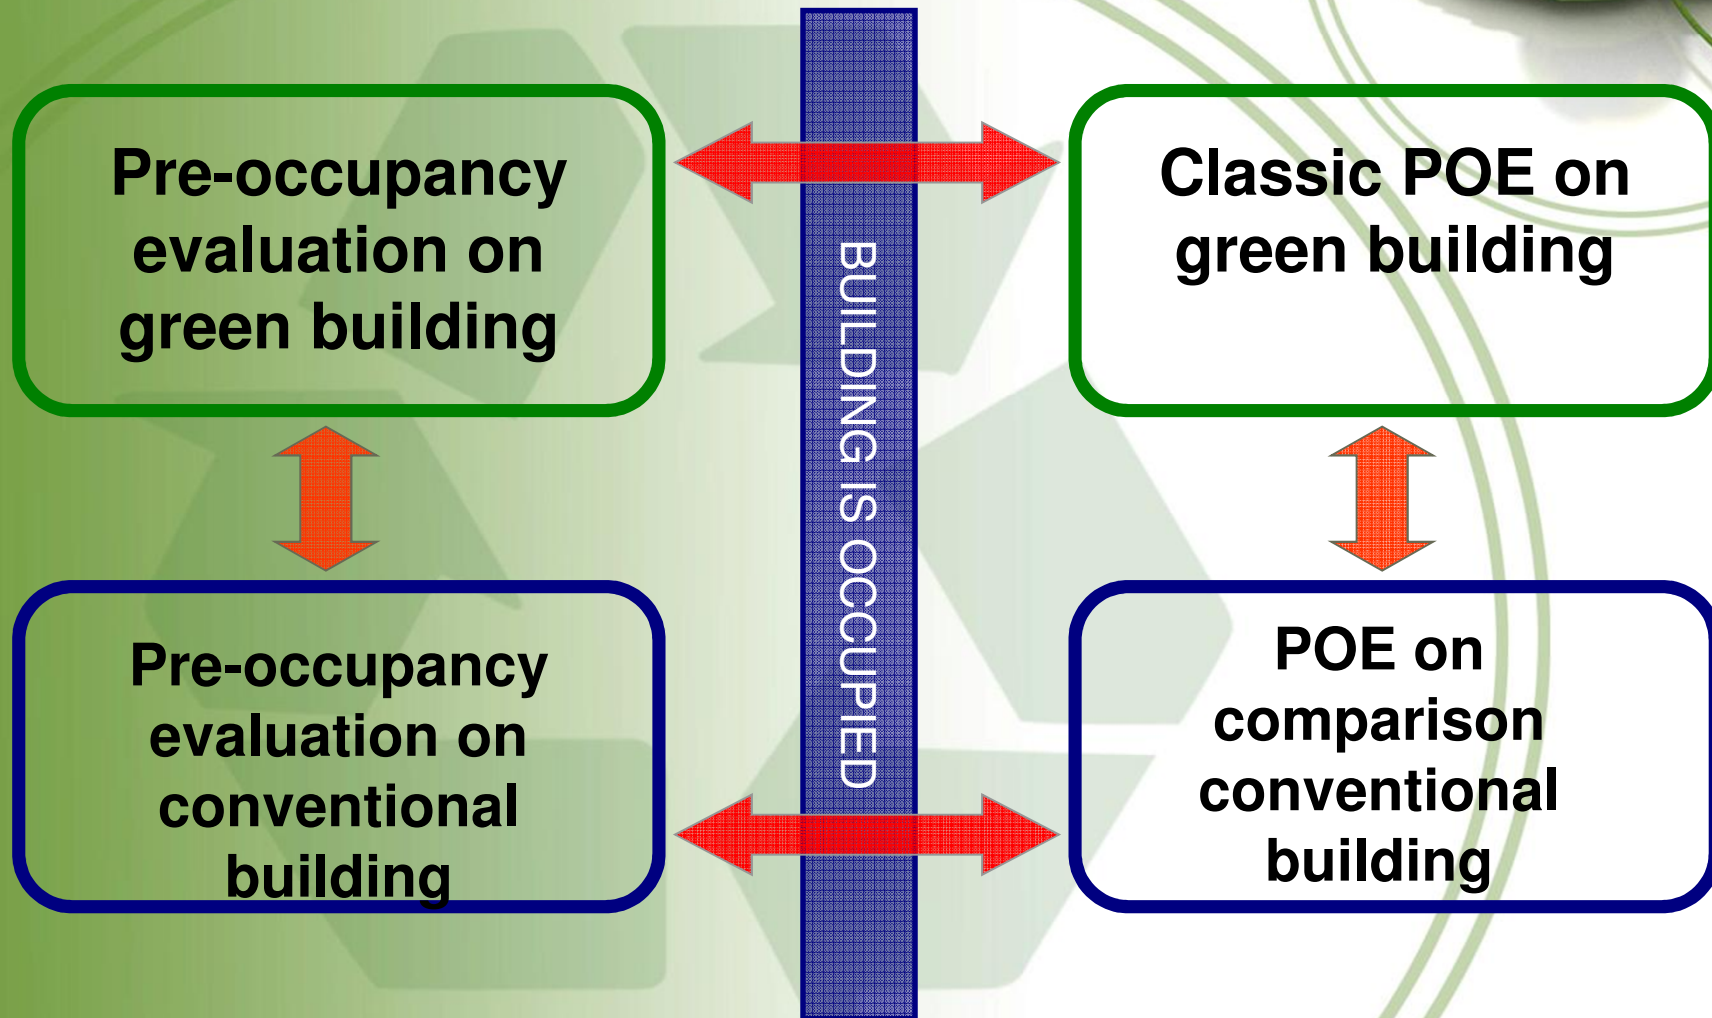 Pre-occupancy
evaluation on
green building
Classic POE on
green building
BUILDING IS OCCUPIED
Pre-occupancy
evaluation on
conventional
building
POE on
comparison
conventional
building